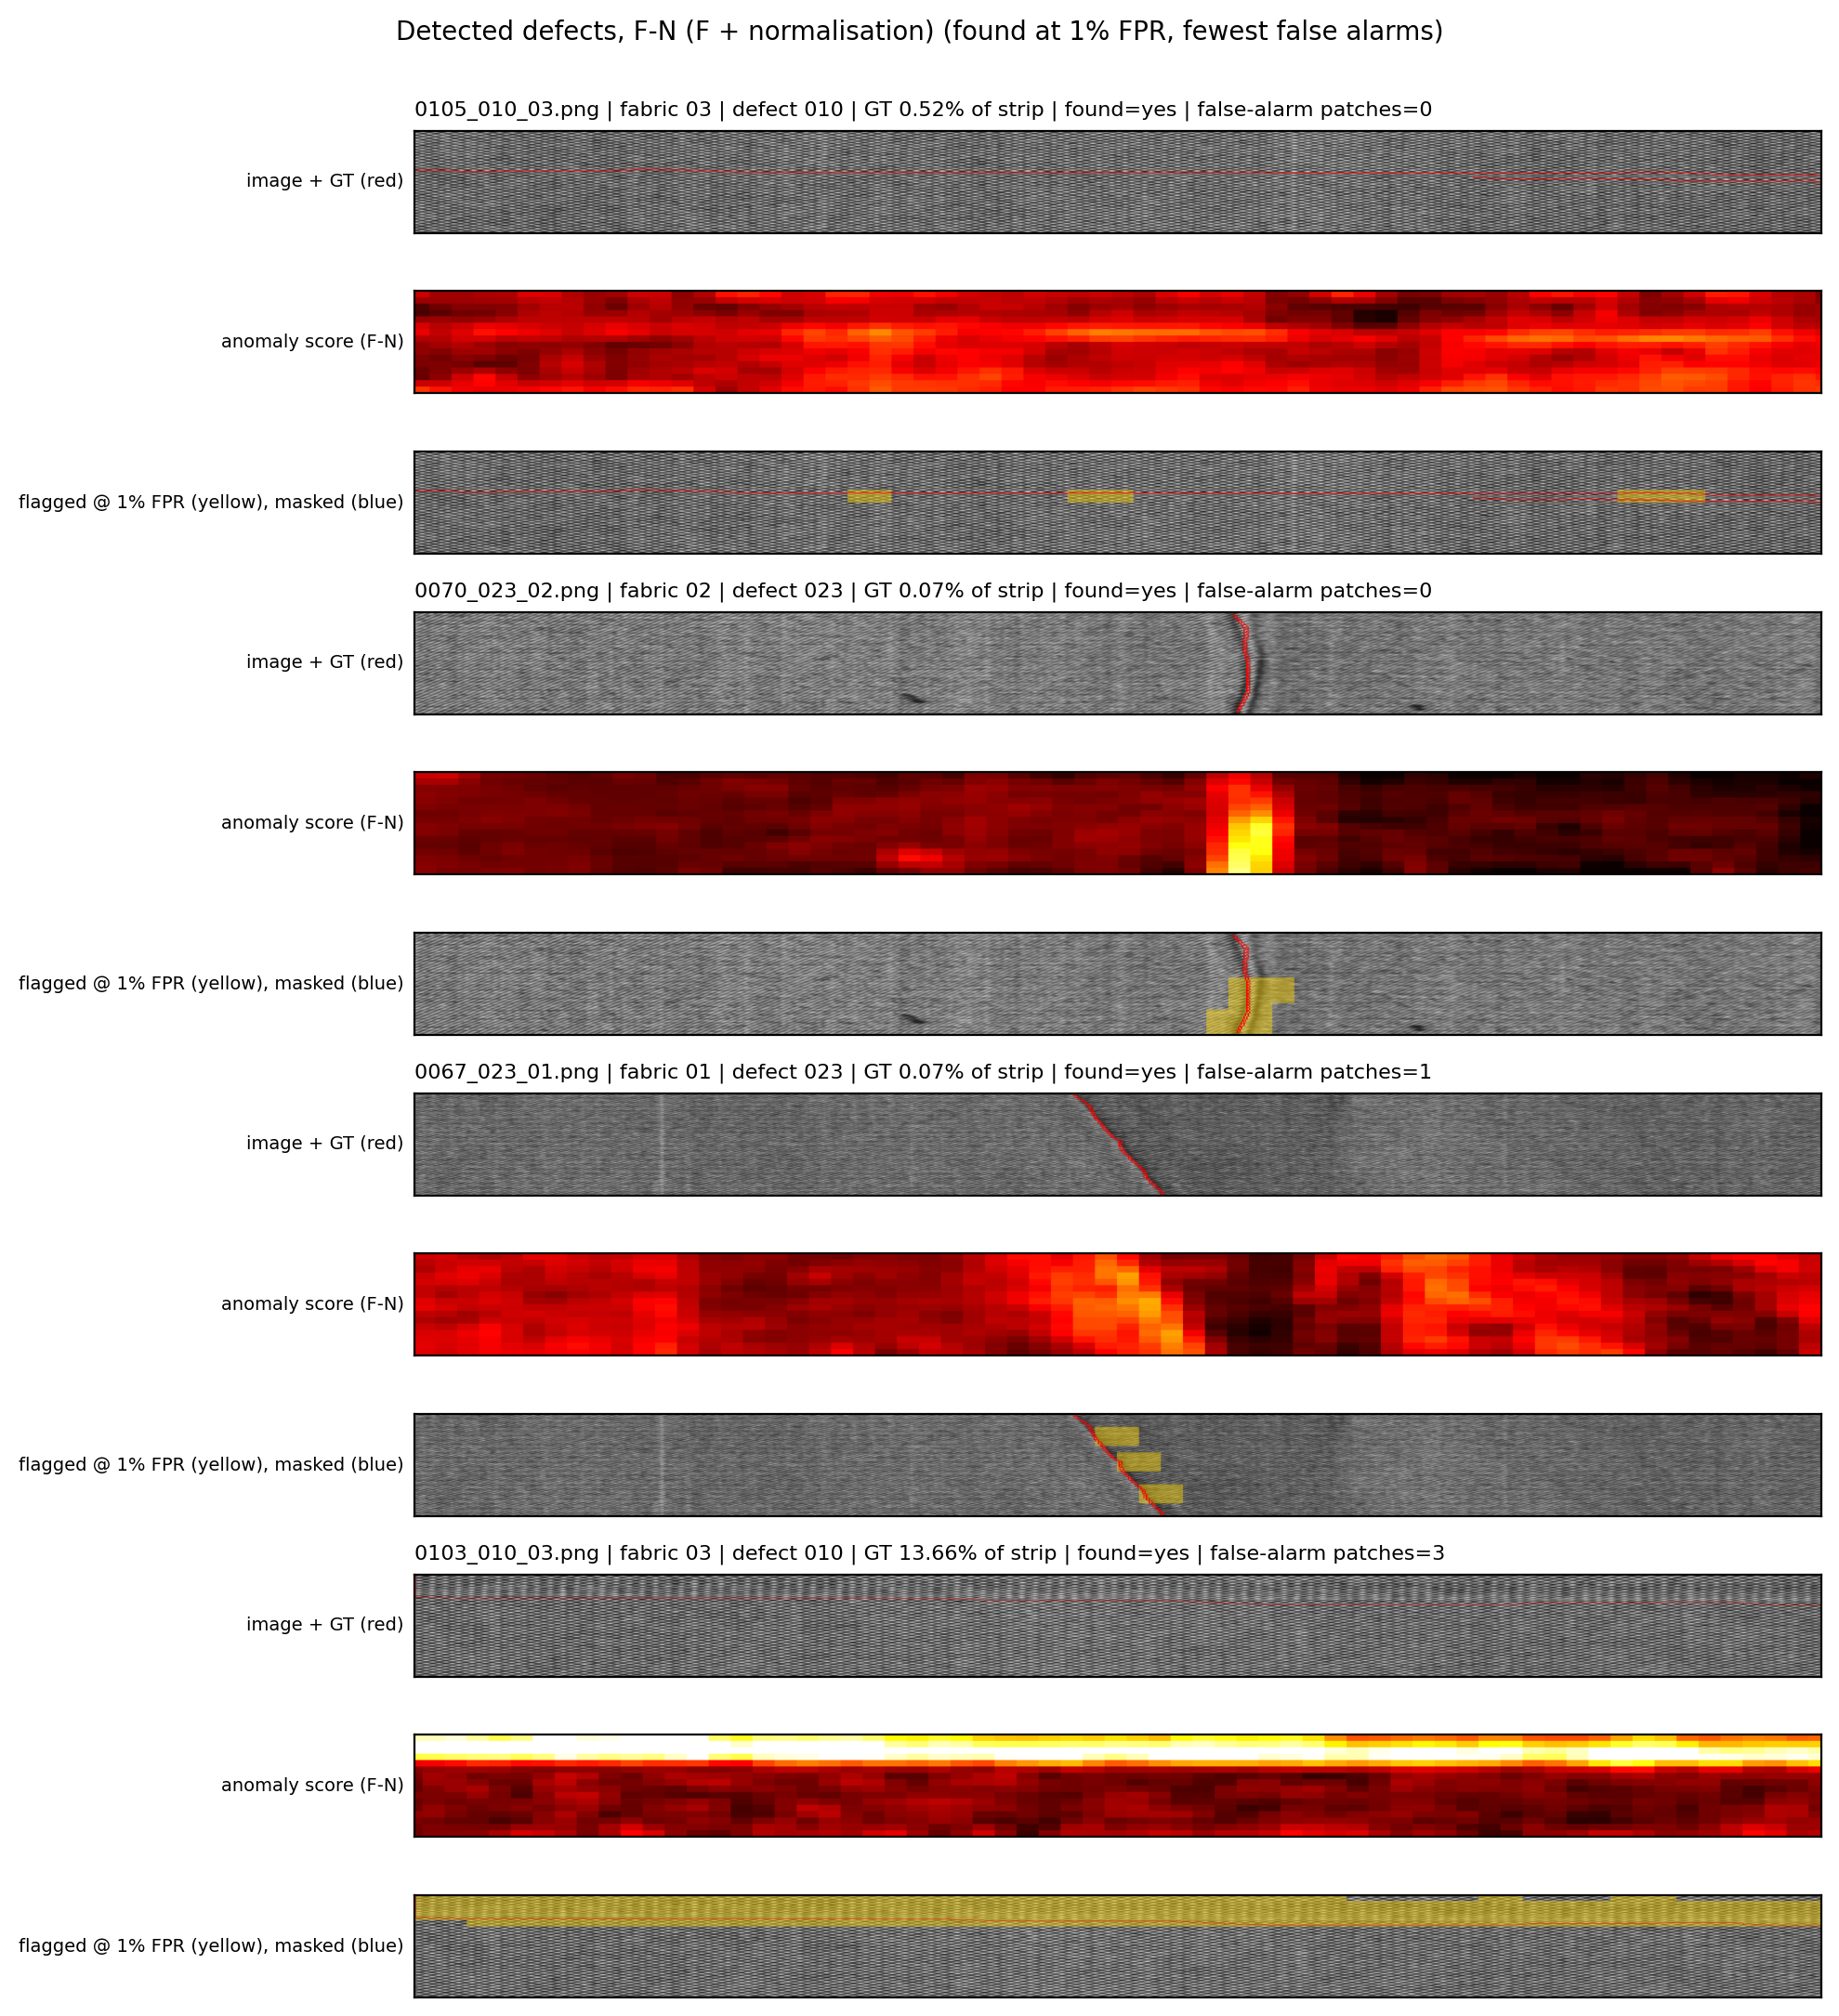 Detected defects, F-N (F + normalisation) (found at 1% FPR, fewest false alarms)
0105_010_03.png | fabric 03 | defect 010 | GT 0.52% of strip | found=yes | false-alarm patches=0
image + GT (red)
anomaly score (F-N)
flagged @ 1% FPR (yellow), masked (blue)
0070_023_02.png | fabric 02 | defect 023 | GT 0.07% of strip | found=yes | false-alarm patches=0
image + GT (red)
anomaly score (F-N)
flagged @ 1% FPR (yellow), masked (blue)
0067_023_01.png | fabric 01 | defect 023 | GT 0.07% of strip | found=yes | false-alarm patches=1
image + GT (red)
anomaly score (F-N)
flagged @ 1% FPR (yellow), masked (blue)
0103_010_03.png | fabric 03 | defect 010 | GT 13.66% of strip | found=yes | false-alarm patches=3
image + GT (red)
anomaly score (F-N)
flagged @ 1% FPR (yellow), masked (blue)